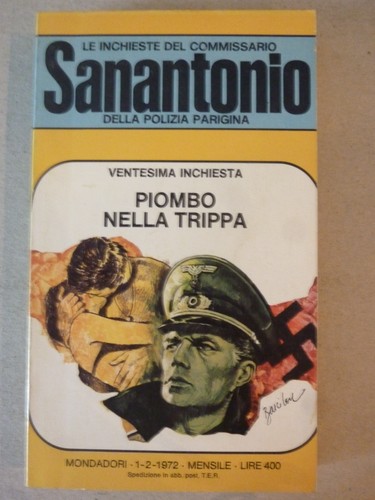 LE INCHIESTE DEL COMMISSARIO
Sanantonio
DELLA POLIZIA PARIGINA
VENTESIMA INCHIESTA
PIOMBO
NELLA TRIPPA
MONDADORI - 1-2-1972 - MENSILE - LIRE 400
Spedizione in abb. post. T.E.R.